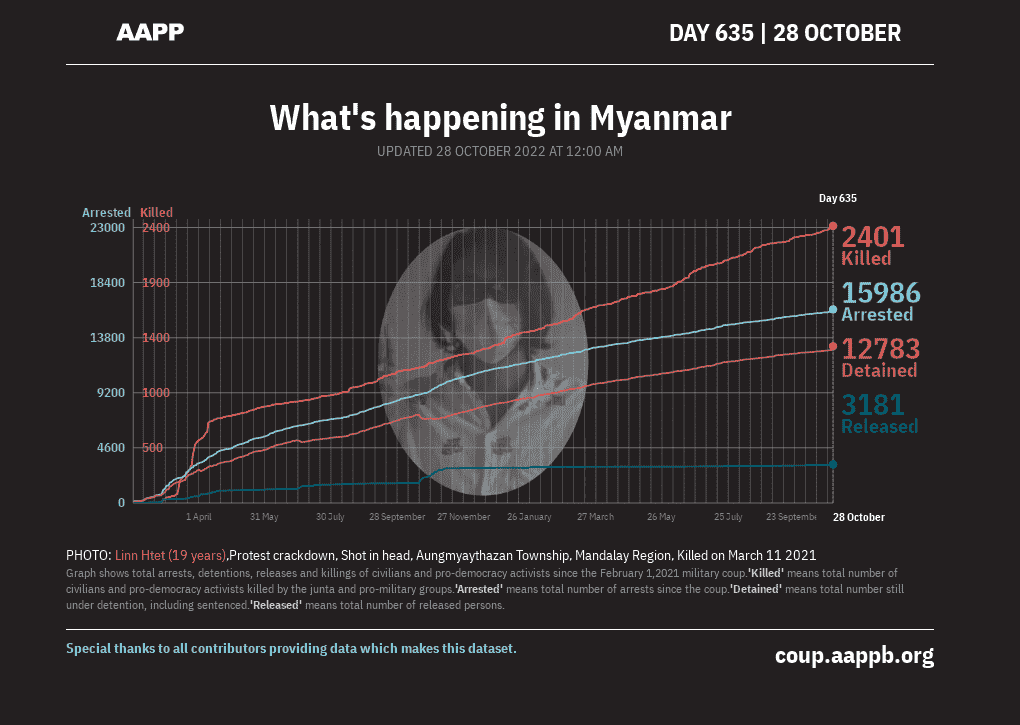 AAPP
DAY 635 | 28 OCTOBER
What's happening in Myanmar
UPDATED 28 OCTOBER 2022 AT 12:00 AM
Day 635
Arrested Killed
23000 2400
18400 1900
13800 1400
9200 1000
4600 500
0
2401
Killed
15986
Arrested
12783
Detained
3181
Released
1 April 31 May 30 July 28 September 27 November 26 January 27 March 26 May 25 July 23 Septembe 28 October
PHOTO: Linn Htet (19 years),Protest crackdown, Shot in head, Aungmyaythazan Township, Mandalay Region, Killed on March 11 2021
Graph shows total arrests, detentions, releases and killings of civilians and pro-democracy activists since the February 1,2021 military coup.'Killed' means total number of
civilians and pro-democracy activists killed by the junta and pro-military groups.'Arrested' means total number of arrests since the coup.'Detained' means total number still
under detention, including sentenced.'Released' means total number of released persons.
Special thanks to all contributors providing data which makes this dataset.
coup.aappb.org